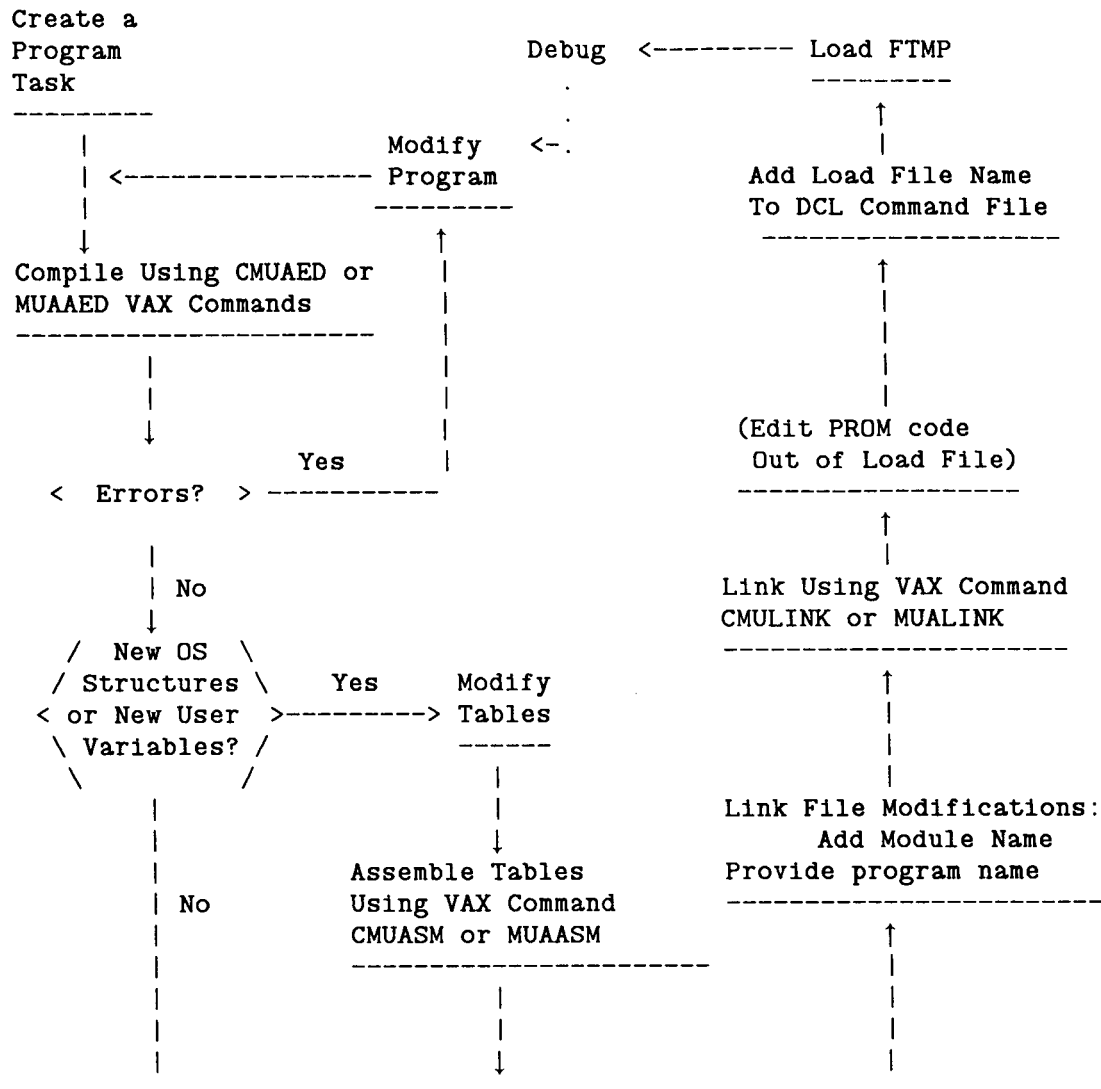 Create a
Program
Task
Debug <--------- Load FTMP
Modify
Program
Add Load File Name
To DCL Command File
Compile Using CMUAED or
MUAAED VAX Commands
(Edit PROM code
Out of Load File)
Yes
< Errors? >
No
Link Using VAX Command
CMULINK or MUALINK
New OS
Structures
or New User
Variables?
Yes
Modify
Tables
Link File Modifications:
Add Module Name
Provide program name
Assemble Tables
Using VAX Command
CMUASM or MUAASM
No